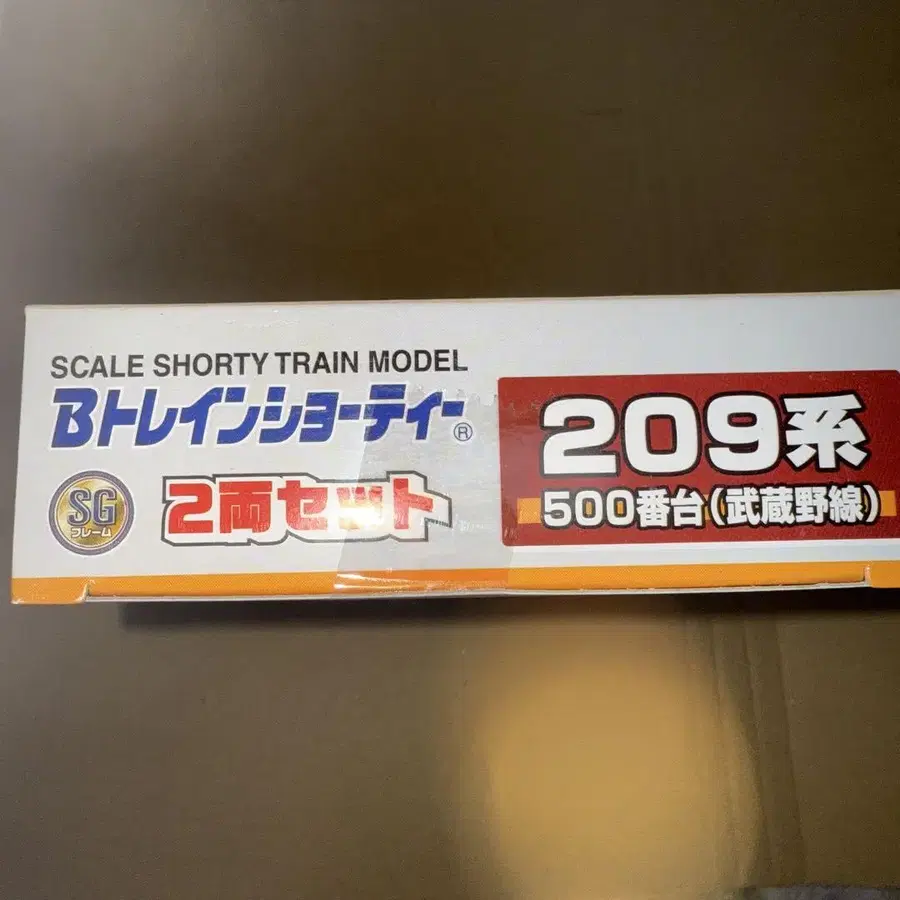 SCALE SHORTY TRAIN MODEL
Bトレインショーティー®
SG
フレーム
2両セット
209系
500番台(武蔵野線)